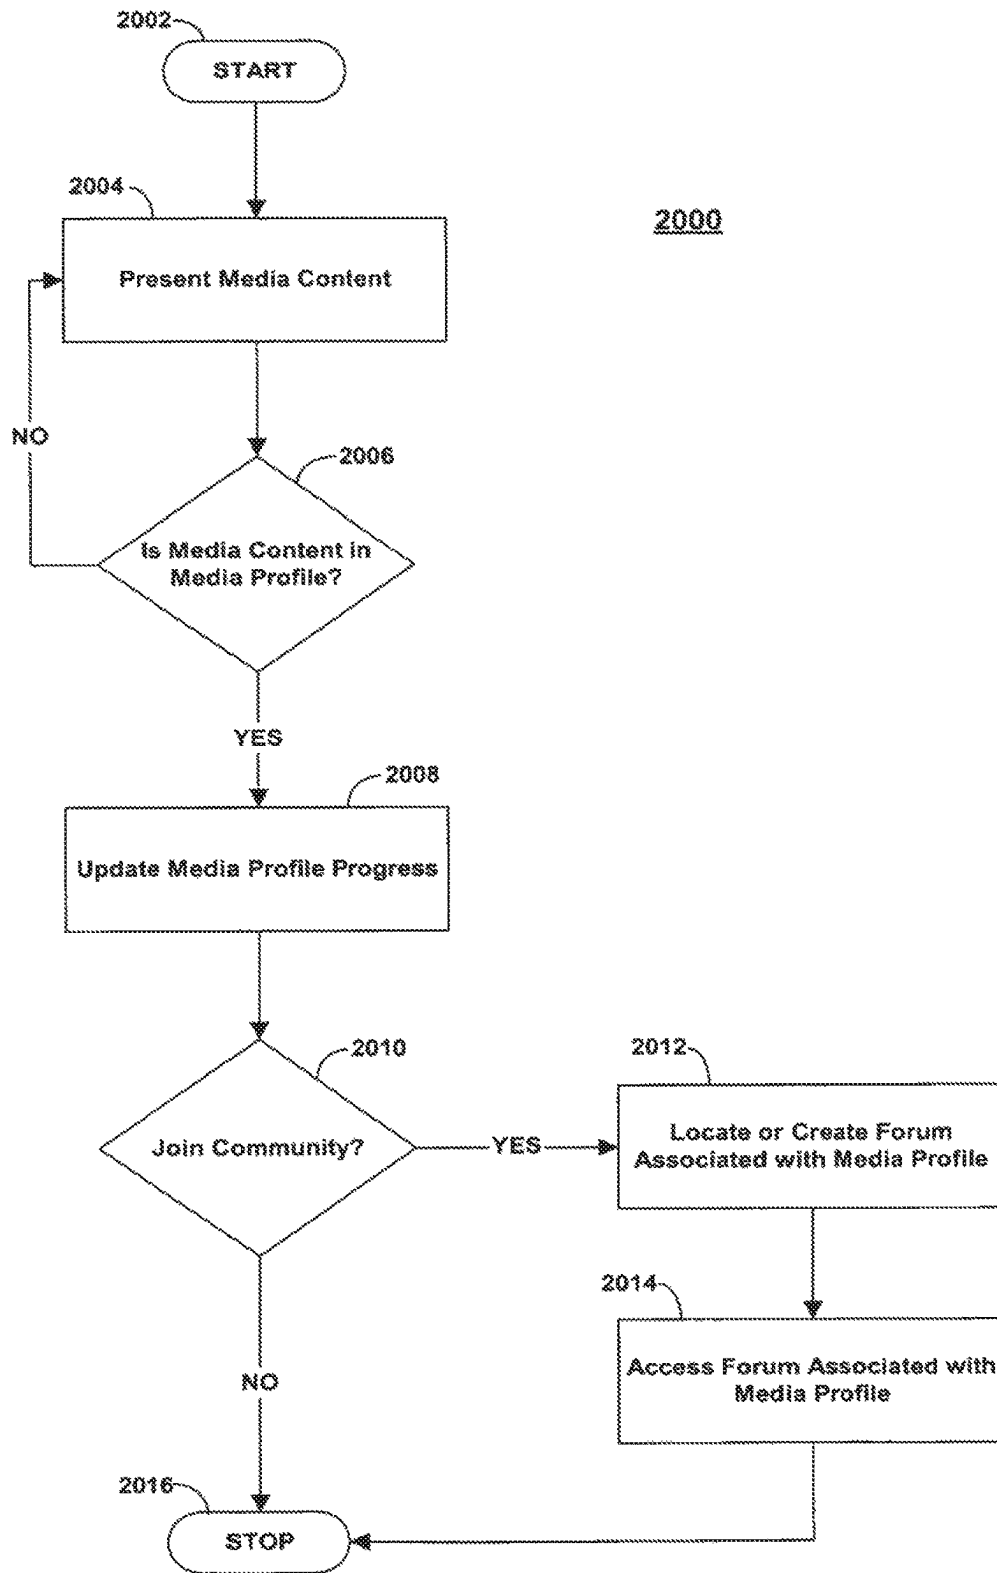 2002
START
2004
2000
Present Media Content
NO
2006
Is Media Content in
Media Profile?
YES
2008
Update Media Profile Progress
2010
Join Community?
YES
2012
Locate or Create Forum
Associated with Media Profile
2014
Access Forum Associated with
Media Profile
NO
2016
STOP